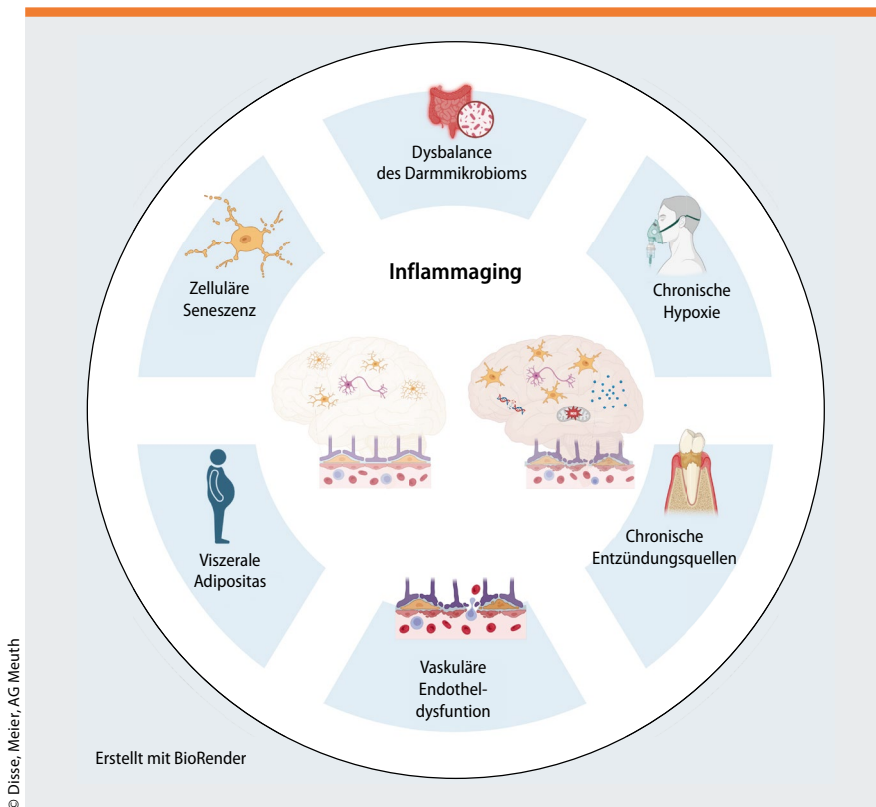 Dysbalance
des Darmmikrobioms
Inflammaging
Zelluläre
Seneszenz
Chronische
Hypoxie
Viszerale
Adipositas
Chronische
Entzündungsquellen
Vaskuläre
Endothel-
dysfuntion
Erstellt mit BioRender
© Disse, Meier, AG Meuth